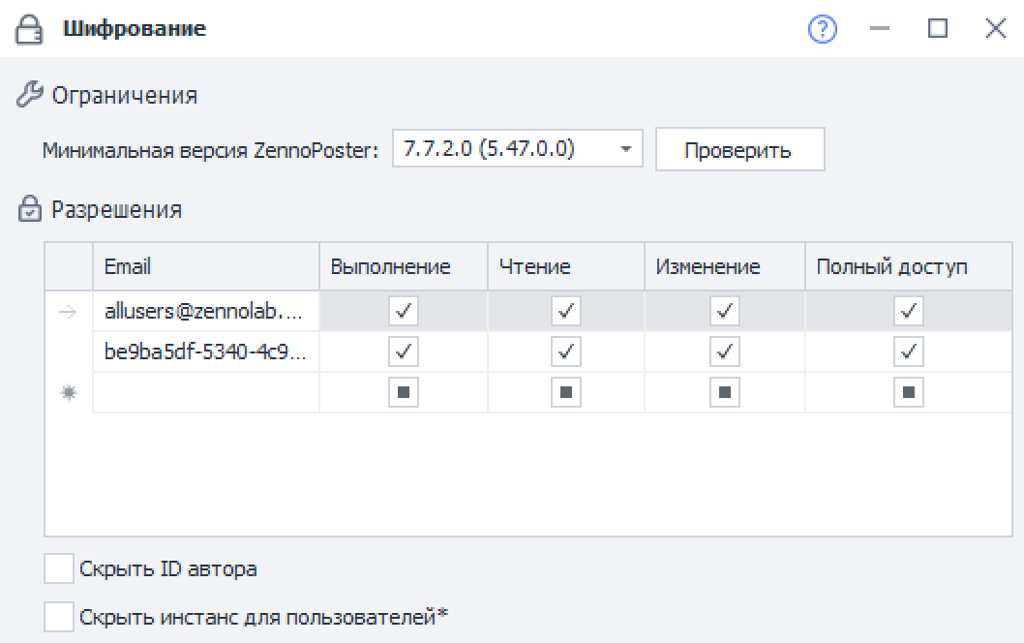 Шифрование
Ограничения
Минимальная версия ZennoPoster: 7.7.2.0 (5.47.0.0) Проверить
Разрешения
Email Выполнение Чтение Изменение Полный доступ
allusers@zennolab....
be9ba5df-5340-4c9...
Скрыть ID автора
Скрыть инстанс для пользователей*